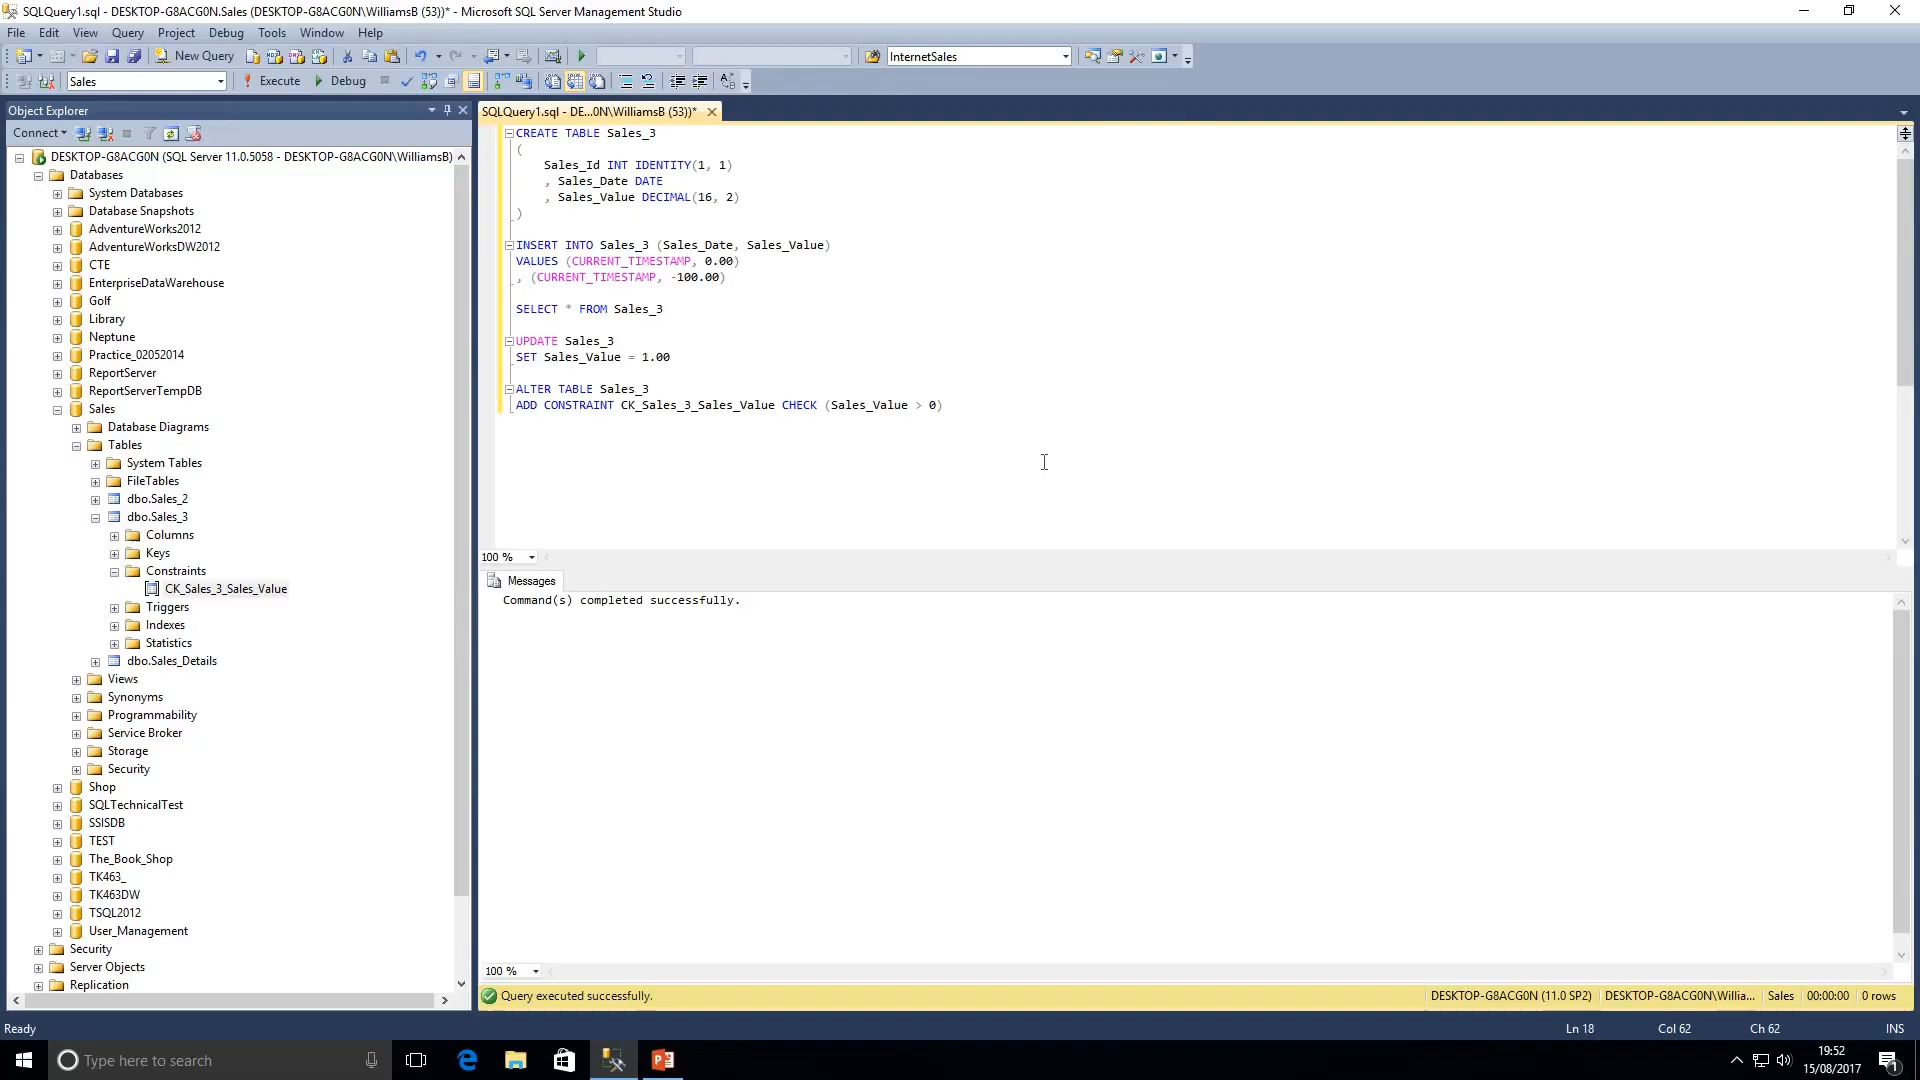 SQLQuery1.sql - DESKTOP-G8ACG0N.Sales (DESKTOP-G8ACG0N\WilliamsB (53))* - Microsoft SQL Server Management Studio
File Edit View Query Project Debug Tools Window Help
New Query InternetSales
Sales Execute Debug
Object Explorer
Connect
DESKTOP-G8ACG0N (SQL Server 11.0.5058 - DESKTOP-G8ACG0N\WilliamsB)
Databases
System Databases
Database Snapshots
AdventureWorks2012
AdventureWorksDW2012
CTE
EnterpriseDataWarehouse
Golf
Library
Neptune
Practice_02052014
ReportServer
ReportServerTempDB
Sales
Database Diagrams
Tables
System Tables
FileTables
dbo.Sales_2
dbo.Sales_3
Columns
Keys
Constraints
CK_Sales_3_Sales_Value
Triggers
Indexes
Statistics
dbo.Sales_Details
Views
Synonyms
Programmability
Service Broker
Storage
Security
Shop
SQLTechnicalTest
SSISDB
TEST
The_Book_Shop
TK463_
TK463DW
TSQL2012
User_Management
Security
Server Objects
Replication
SQLQuery1.sql - DE...0N\WilliamsB (53))*
CREATE TABLE Sales_3
(
Sales_Id INT IDENTITY(1, 1)
, Sales_Date DATE
, Sales_Value DECIMAL(16, 2)
)
INSERT INTO Sales_3 (Sales_Date, Sales_Value)
VALUES (CURRENT_TIMESTAMP, 0.00)
, (CURRENT_TIMESTAMP, -100.00)
SELECT * FROM Sales_3
UPDATE Sales_3
SET Sales_Value = 1.00
ALTER TABLE Sales_3
ADD CONSTRAINT CK_Sales_3_Sales_Value CHECK (Sales_Value > 0)
100 %
Messages
Command(s) completed successfully.
100 %
Query executed successfully. DESKTOP-G8ACG0N (11.0 SP2) DESKTOP-G8ACG0N\Willia... Sales 00:00:00 0 rows
Ready Ln 18 Col 62 Ch 62 INS
Type here to search
19:52
15/08/2017
1